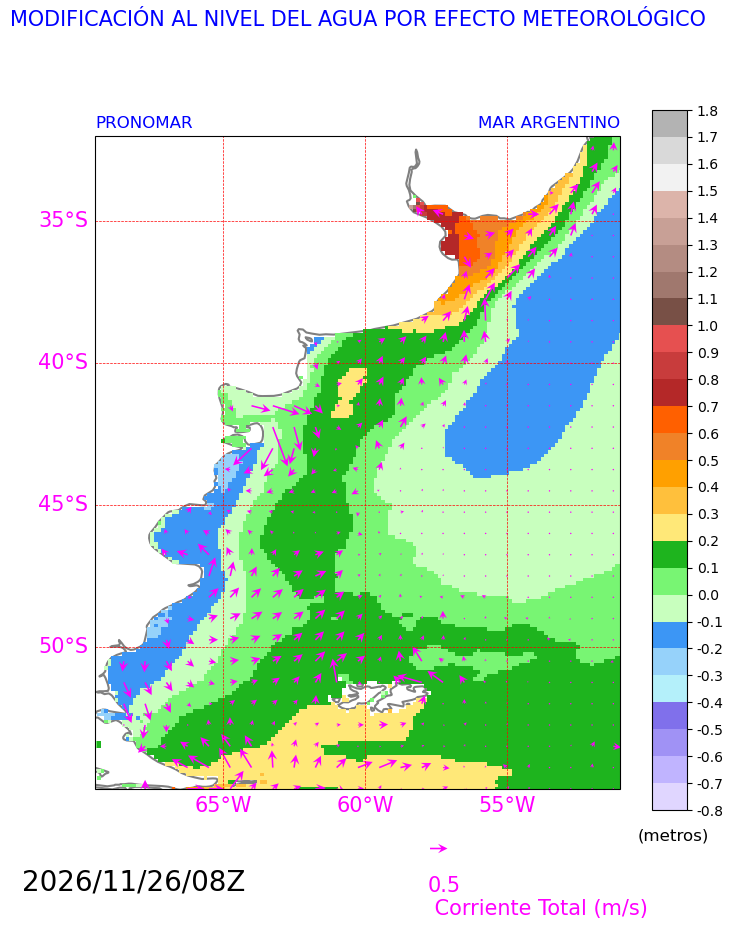 MODIFICACIÓN AL NIVEL DEL AGUA POR EFECTO METEOROLÓGICO
PRONOMAR
MAR ARGENTINO
35°S
40°S
45°S
50°S
65°W
60°W
55°W
1.8
1.7
1.6
1.5
1.4
1.3
1.2
1.1
1.0
0.9
0.8
0.7
0.6
0.5
0.4
0.3
0.2
0.1
0.0
-0.1
-0.2
-0.3
-0.4
-0.5
-0.6
-0.7
-0.8
(metros)
2026/11/26/08Z
0.5
Corriente Total (m/s)